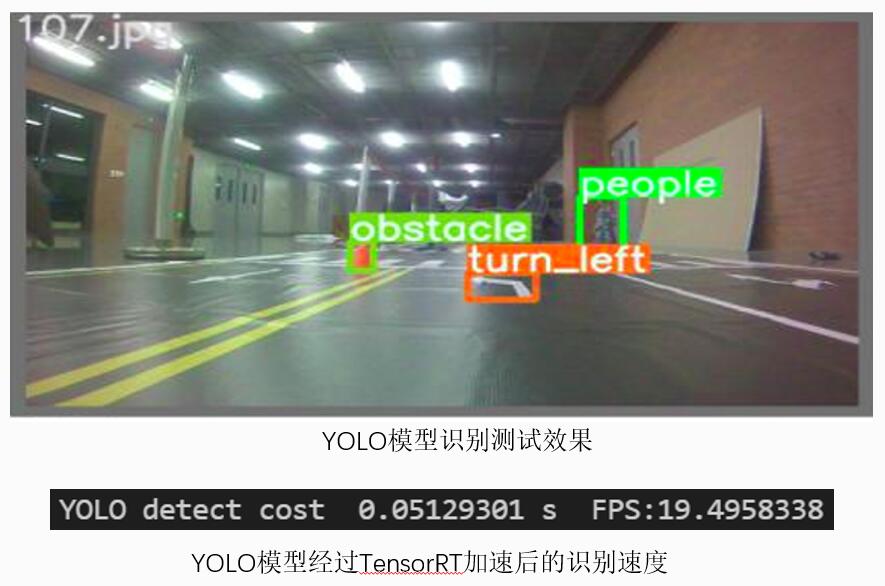 107.jpg
people
obstacle
turn_left
YOLO模型识别测试效果
YOLO detect cost 0.05129301 s FPS:19.4958338
YOLO模型经过TensorRT加速后的识别速度